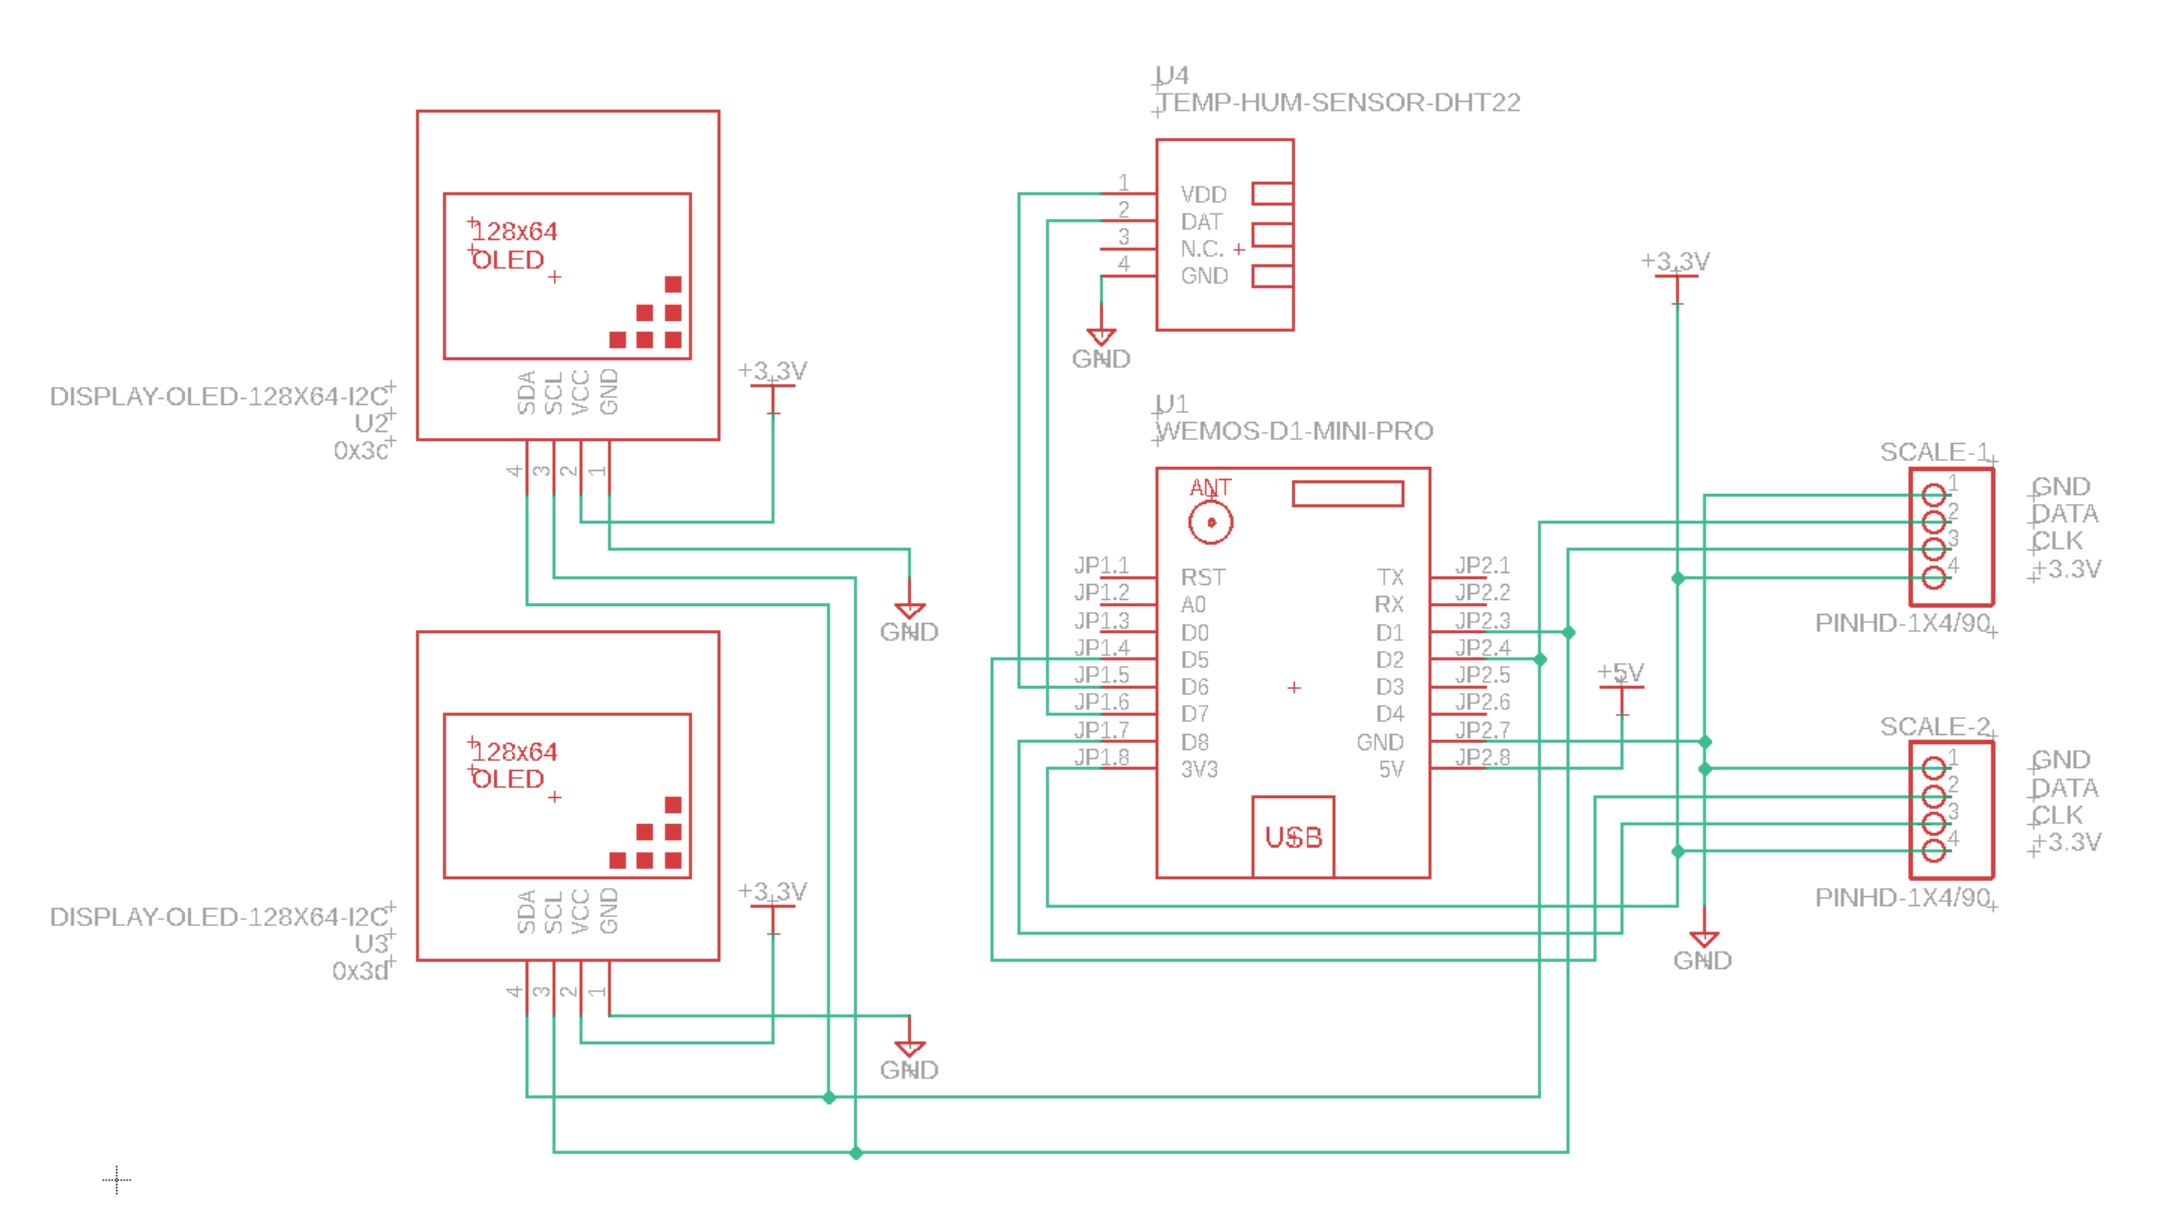 128x64
OLED
SDA
SCL
VCC
GND
4
3
2
1
DISPLAY-OLED-128X64-I2C
U2
0x3c
+3.3V
GND
128x64
OLED
SDA
SCL
VCC
GND
4
3
2
1
DISPLAY-OLED-128X64-I2C
U3
0x3d
+3.3V
GND
U4
TEMP-HUM-SENSOR-DHT22
1 VDD
2 DAT
3 N.C.
4 GND
GND
U1
WEMOS-D1-MINI-PRO
ANT
JP1.1 RST TX JP2.1
JP1.2 A0 RX JP2.2
JP1.3 D0 D1 JP2.3
JP1.4 D5 D2 JP2.4
JP1.5 D6 D3 JP2.5
JP1.6 D7 D4 JP2.6
JP1.7 D8 GND JP2.7
JP1.8 3V3 5V JP2.8
USB
+3.3V
+5V
SCALE-1
1 GND
2 DATA
3 CLK
4 +3.3V
PINHD-1X4/90
SCALE-2
1 GND
2 DATA
3 CLK
4 +3.3V
PINHD-1X4/90
GND